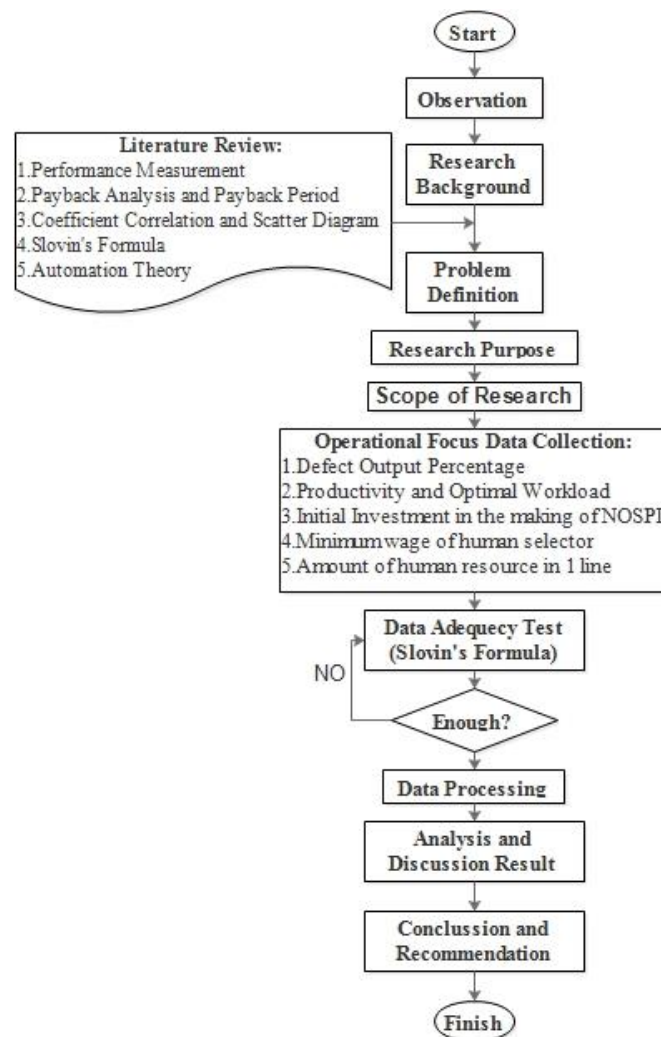 Start
Observation
Research
Background
Literature Review:
1.Performance Measurement
2.Payback Analysis and Payback Period
3.Coefficient Correlation and Scatter Diagram
4.Slovin's Formula
5.Automation Theory
Problem
Definition
Research Purpose
Scope of Research
Operational Focus Data Collection:
1.Defect Output Percentage
2.Productivity and Optimal Workload
3.Initial Investment in the making of
4.Minimum wage of human selector
5.Amount of human resource in 1 line
Data Adequecy Test
(Slovin's Formula)
NO
Enough?
Data Processing
Analysis and
Discussion Result
Conclussion and
Recommendation
Finish